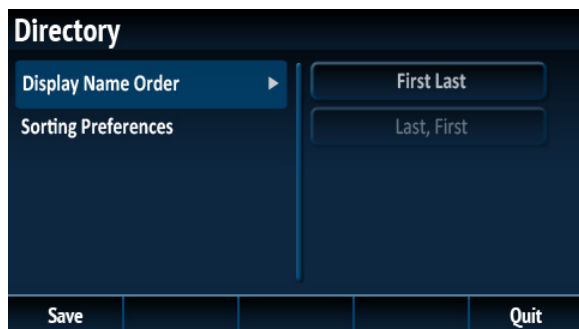 Directory
Display Name Order
First Last
Sorting Preferences
Last, First
Save
Quit